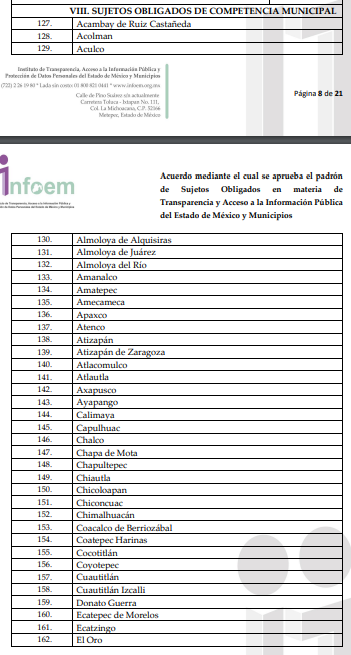 VIII. SUJETOS OBLIGADOS DE COMPETENCIA MUNICIPAL
127. Acambay de Ruiz Castañeda
128. Acolman
129. Aculco
Instituto de Transparencia, Acceso a la Información Pública y
Protección de Datos Personales del Estado de México y Municipios
(722) 2 26 19 80 * Lada sin costo: 01 800 821 0441 * www.infoem.org.mx
Calle de Pino Suárez s/n actualmente
Carretera Toluca - Ixtapan No. 111,
Col. La Michoacana, C.P. 52166
Metepec, Estado de México
Página 8 de 21
infoem
Acuerdo mediante el cual se aprueba el padrón
de Sujetos Obligados en materia de
Transparencia y Acceso a la Información Pública
del Estado de México y Municipios
130. Almoloya de Alquisiras
131. Almoloya de Juárez
132. Almoloya del Río
133. Amanalco
134. Amatepec
135. Amecameca
136. Apaxco
137. Atenco
138. Atizapán
139. Atizapán de Zaragoza
140. Atlacomulco
141. Atlautla
142. Axapusco
143. Ayapango
144. Calimaya
145. Capulhuac
146. Chalco
147. Chapa de Mota
148. Chapultepec
149. Chiautla
150. Chicoloapan
151. Chiconcuac
152. Chimalhuacán
153. Coacalco de Berriozábal
154. Coatepec Harinas
155. Cocotitlán
156. Coyotepec
157. Cuautitlán
158. Cuautitlán Izcalli
159. Donato Guerra
160. Ecatepec de Morelos
161. Ecatzingo
162. El Oro